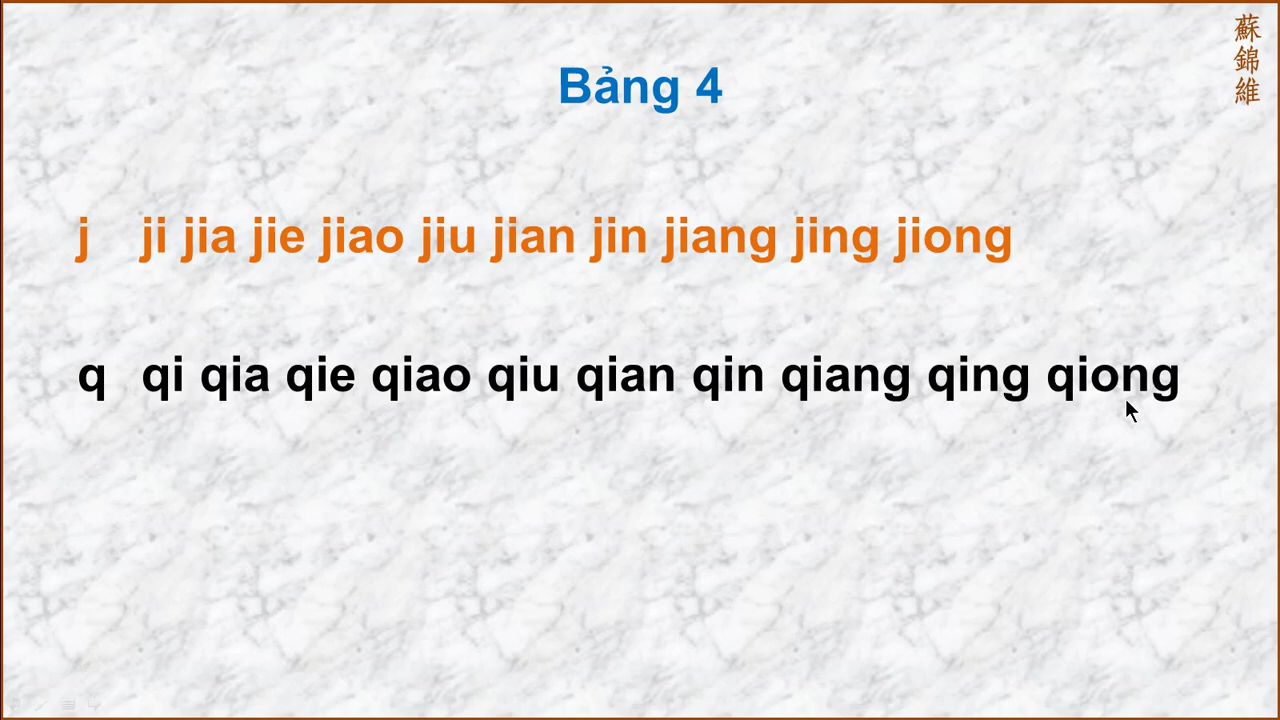 Bảng 4
蘇錦維
j ji jia jie jiao jiu jian jin jiang jing jiong
q qi qia qie qiao qiu qian qin qiang qing qiong